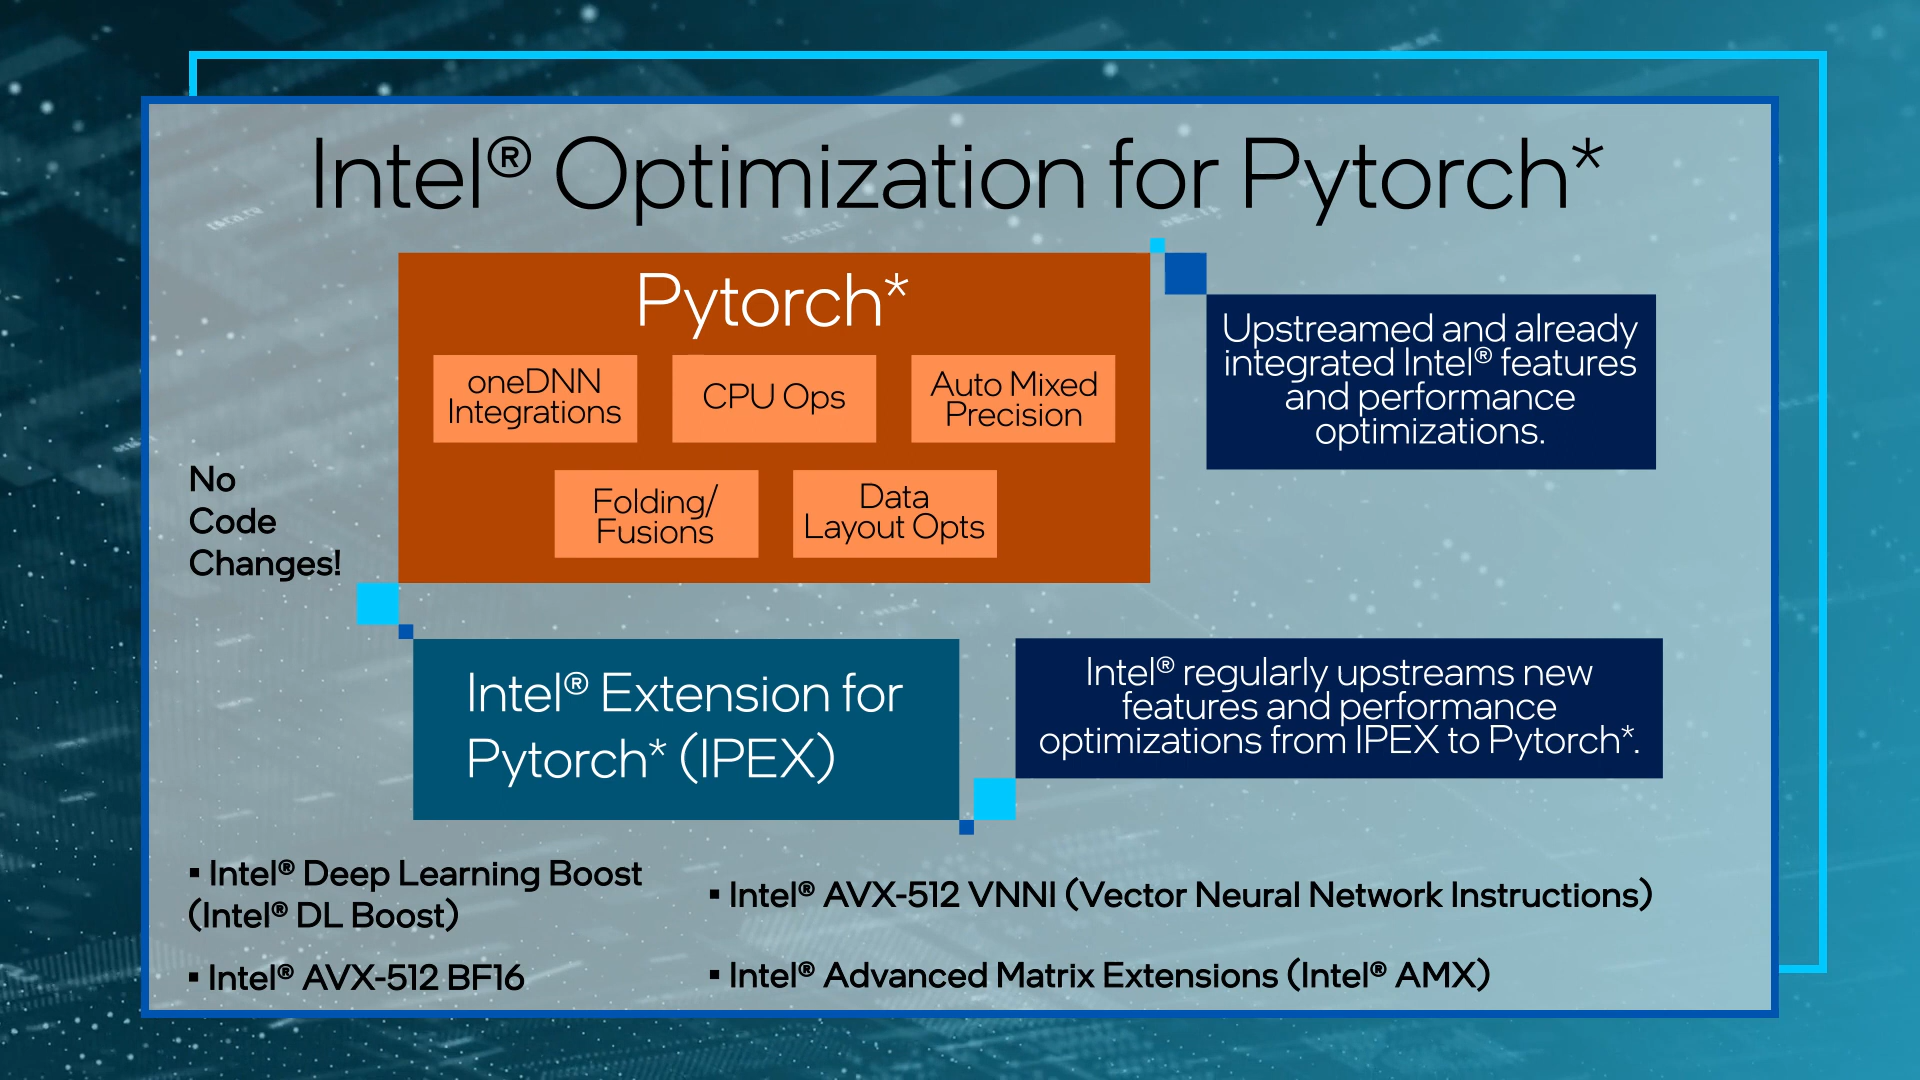 Intel® Optimization for Pytorch*
Pytorch*
oneDNN
Integrations
CPU Ops
Auto Mixed
Precision
Folding/
Fusions
Data
Layout Opts
Upstreamed and already
integrated Intel® features
and performance
optimizations.
No
Code
Changes!
Intel® Extension for
Pytorch* (IPEX)
Intel® regularly upstreams new
features and performance
optimizations from IPEX to Pytorch*.
▪ Intel® Deep Learning Boost
(Intel® DL Boost)
▪ Intel® AVX-512 BF16
▪ Intel® AVX-512 VNNI (Vector Neural Network Instructions)
▪ Intel® Advanced Matrix Extensions (Intel® AMX)